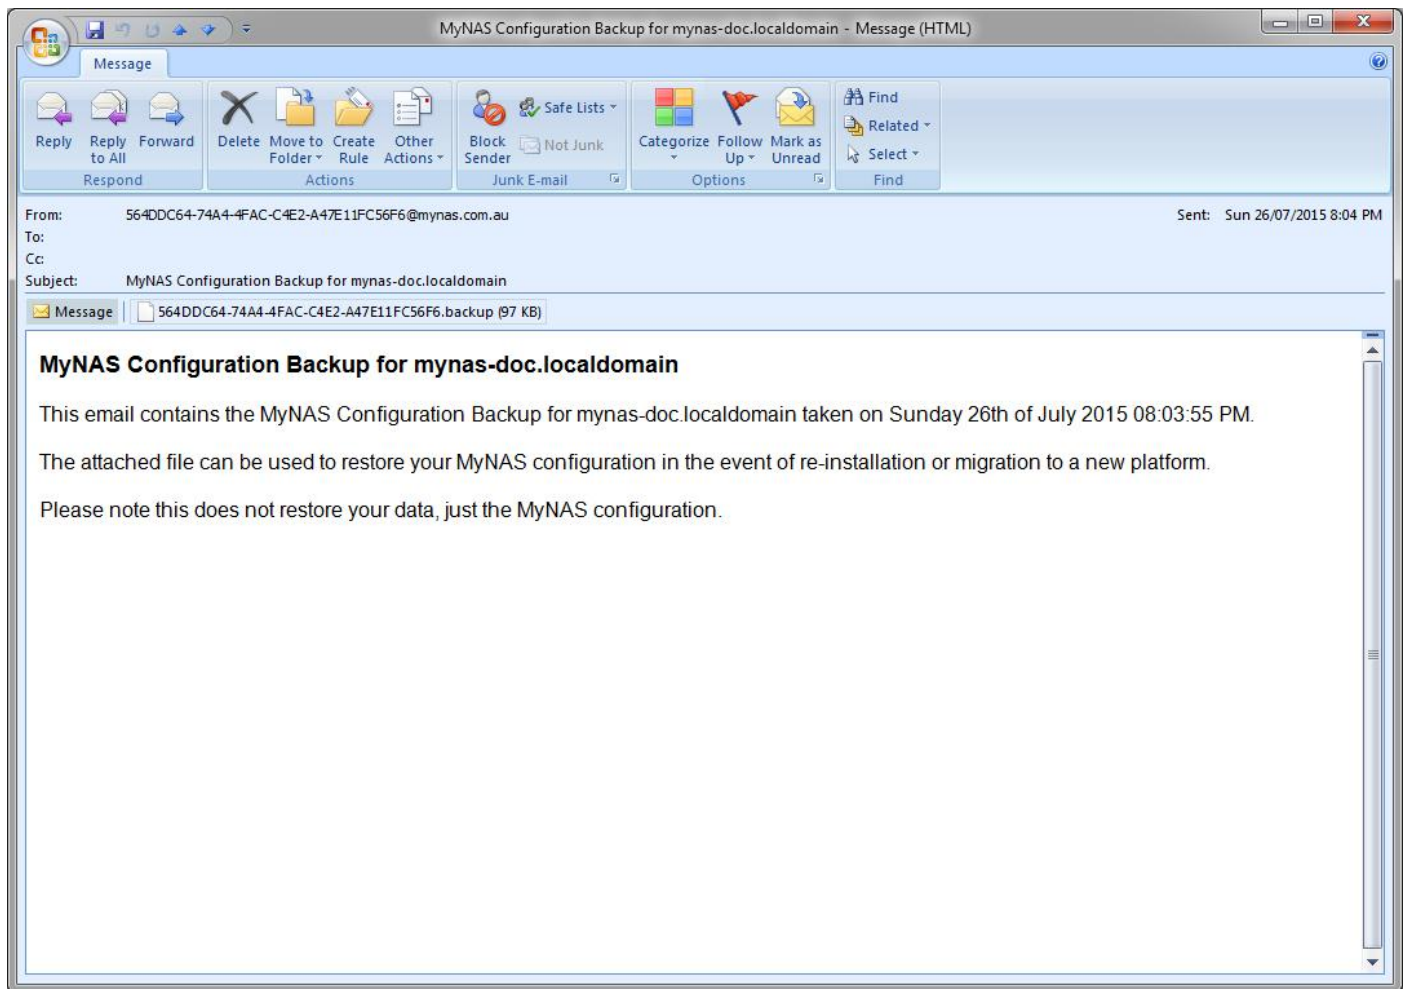 MyNAS Configuration Backup for mynas-doc.localdomain - Message (HTML)
Message
Reply
Reply to All
Forward
Respond
Delete
Move to Folder
Create Rule
Other Actions
Actions
Block Sender
Safe Lists
Not Junk
Junk E-mail
Categorize
Follow Up
Mark as Unread
Options
Find
Related
Select
Find
From: 564DDC64-74A4-4FAC-C4E2-A47E11FC56F6@mynas.com.au Sent: Sun 26/07/2015 8:04 PM
To:
Cc:
Subject: MyNAS Configuration Backup for mynas-doc.localdomain
Message 564DDC64-74A4-4FAC-C4E2-A47E11FC56F6.backup (97 KB)
MyNAS Configuration Backup for mynas-doc.localdomain
This email contains the MyNAS Configuration Backup for mynas-doc.localdomain taken on Sunday 26th of July 2015 08:03:55 PM.
The attached file can be used to restore your MyNAS configuration in the event of re-installation or migration to a new platform.
Please note this does not restore your data, just the MyNAS configuration.